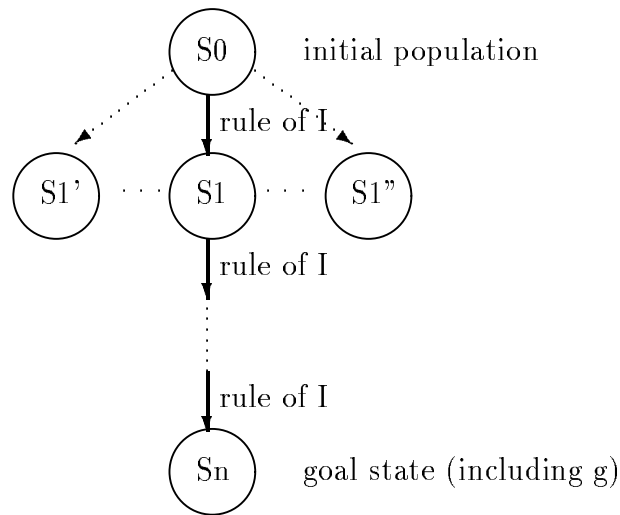 S0 initial population
rule of I
S1' S1 S1"
rule of I
rule of I
Sn goal state (including g)